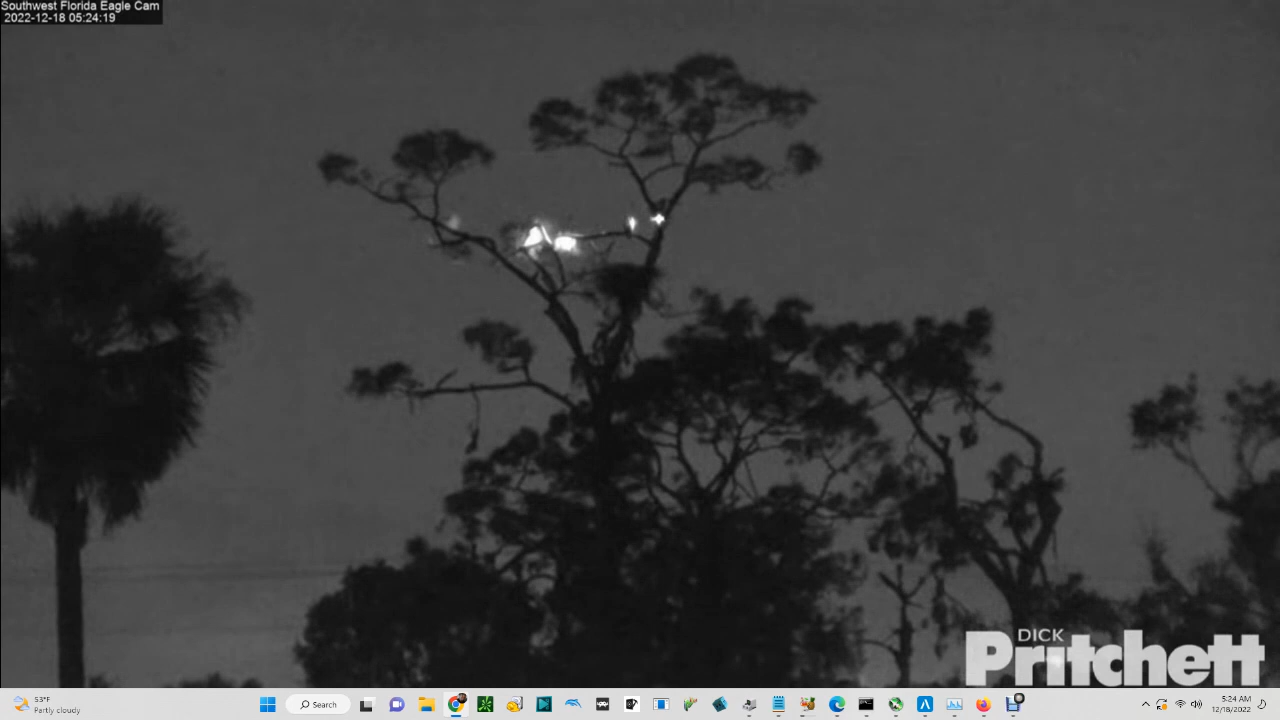 Southwest Florida Eagle Cam
2022-12-18 05:24:19
DICK
Pritchett
53°F
Partly cloudy
Search
5:24 AM
12/18/2022